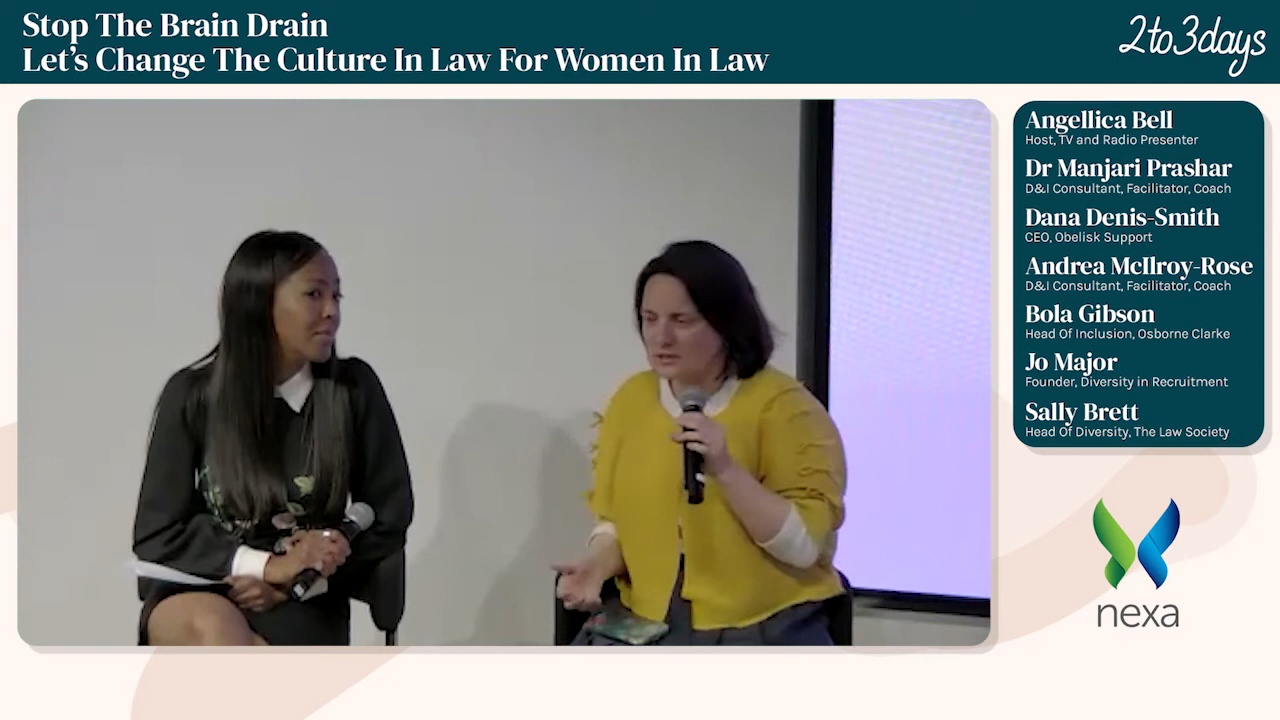 Stop The Brain Drain
Let's Change The Culture In Law For Women In Law
2to3days
Angellica Bell
Host, TV and Radio Presenter
Dr Manjari Prashar
D&I Consultant, Facilitator, Coach
Dana Denis-Smith
CEO, Obelisk Support
Andrea McIlroy-Rose
D&I Consultant, Facilitator, Coach
Bola Gibson
Head Of Inclusion, Osborne Clarke
Jo Major
Founder, Diversity in Recruitment
Sally Brett
Head Of Diversity, The Law Society
nexa